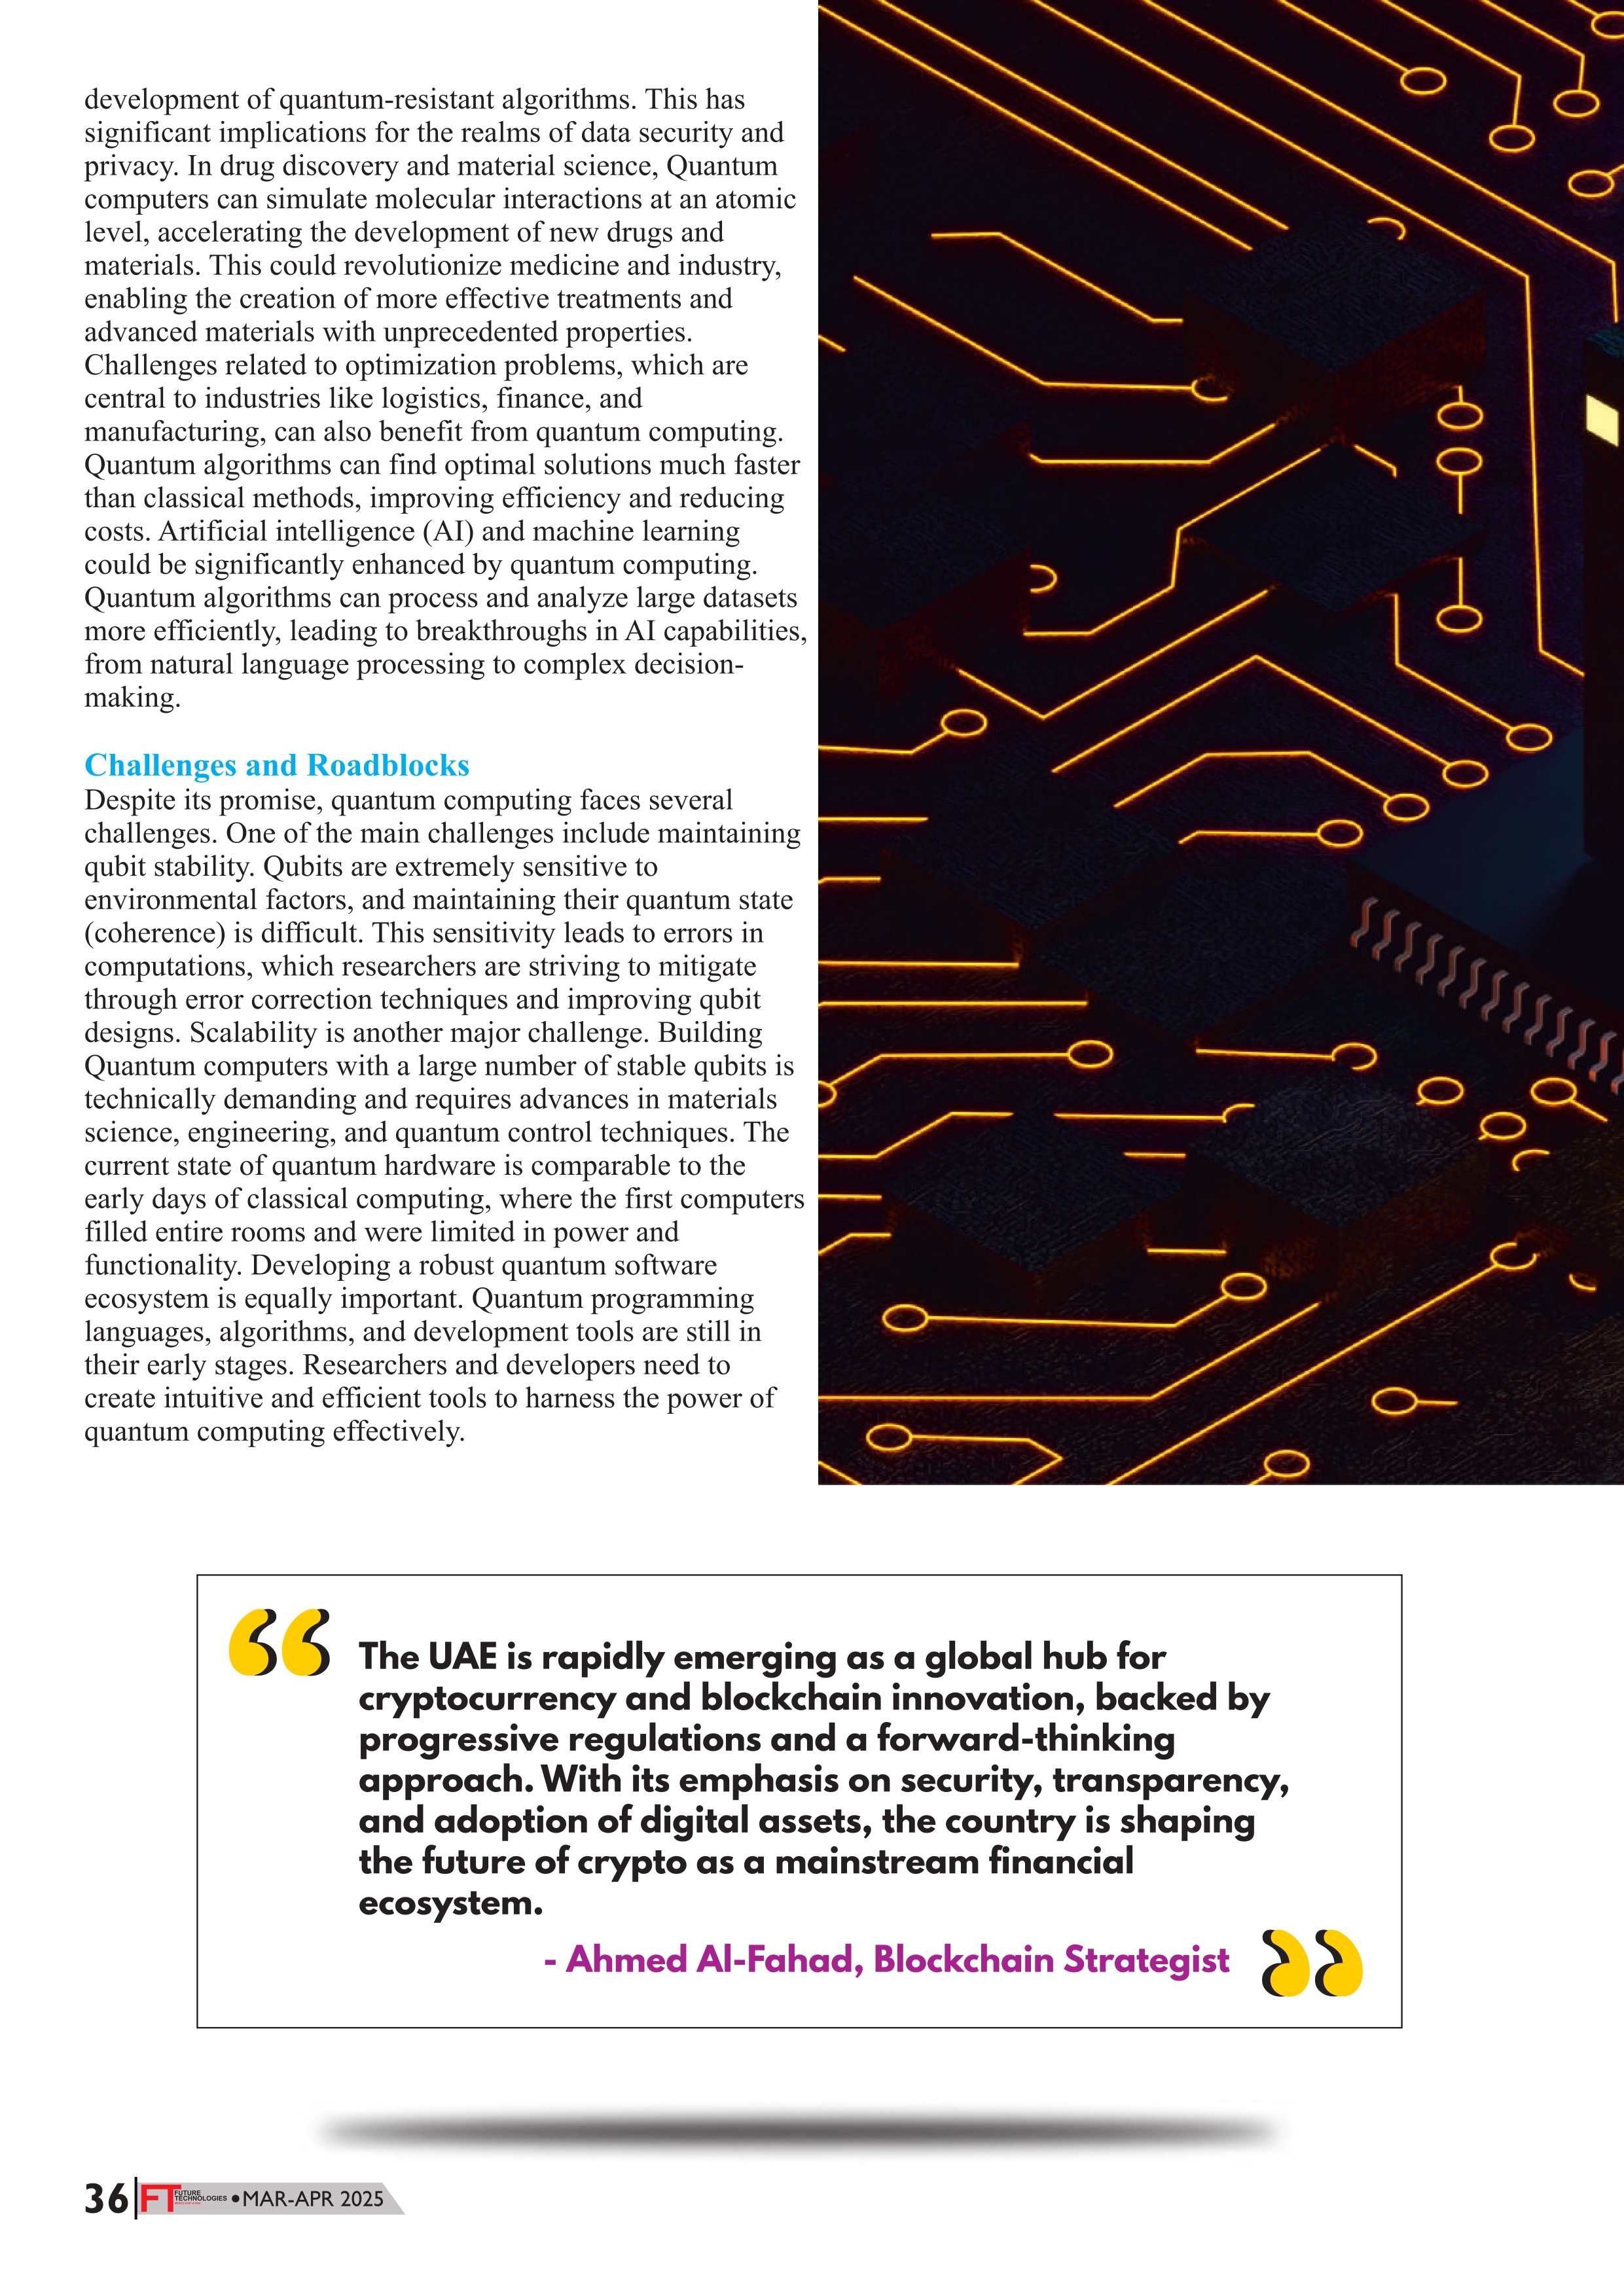 development of quantum-resistant algorithms. This has
significant implications for the realms of data security and
privacy. In drug discovery and material science, Quantum
computers can simulate molecular interactions at an atomic
level, accelerating the development of new drugs and
materials. This could revolutionize medicine and industry,
enabling the creation of more effective treatments and
advanced materials with unprecedented properties.
Challenges related to optimization problems, which are
central to industries like logistics, finance, and
manufacturing, can also benefit from quantum computing.
Quantum algorithms can find optimal solutions much faster
than classical methods, improving efficiency and reducing
costs. Artificial intelligence (AI) and machine learning
could be significantly enhanced by quantum computing.
Quantum algorithms can process and analyze large datasets
more efficiently, leading to breakthroughs in AI capabilities,
from natural language processing to complex decision-
making.
Challenges and Roadblocks
Despite its promise, quantum computing faces several
challenges. One of the main challenges include maintaining
qubit stability. Qubits are extremely sensitive to
environmental factors, and maintaining their quantum state
(coherence) is difficult. This sensitivity leads to errors in
computations, which researchers are striving to mitigate
through error correction techniques and improving qubit
designs. Scalability is another major challenge. Building
Quantum computers with a large number of stable qubits is
technically demanding and requires advances in materials
science, engineering, and quantum control techniques. The
current state of quantum hardware is comparable to the
early days of classical computing, where the first computers
filled entire rooms and were limited in power and
functionality. Developing a robust quantum software
ecosystem is equally important. Quantum programming
languages, algorithms, and development tools are still in
their early stages. Researchers and developers need to
create intuitive and efficient tools to harness the power of
quantum computing effectively.
“The UAE is rapidly emerging as a global hub for
cryptocurrency and blockchain innovation, backed by
progressive regulations and a forward-thinking
approach. With its emphasis on security, transparency,
and adoption of digital assets, the country is shaping
the future of crypto as a mainstream financial
ecosystem.
- Ahmed Al-Fahad, Blockchain Strategist”
36 FT FUTURE TECHNOLOGIES • MAR-APR 2025